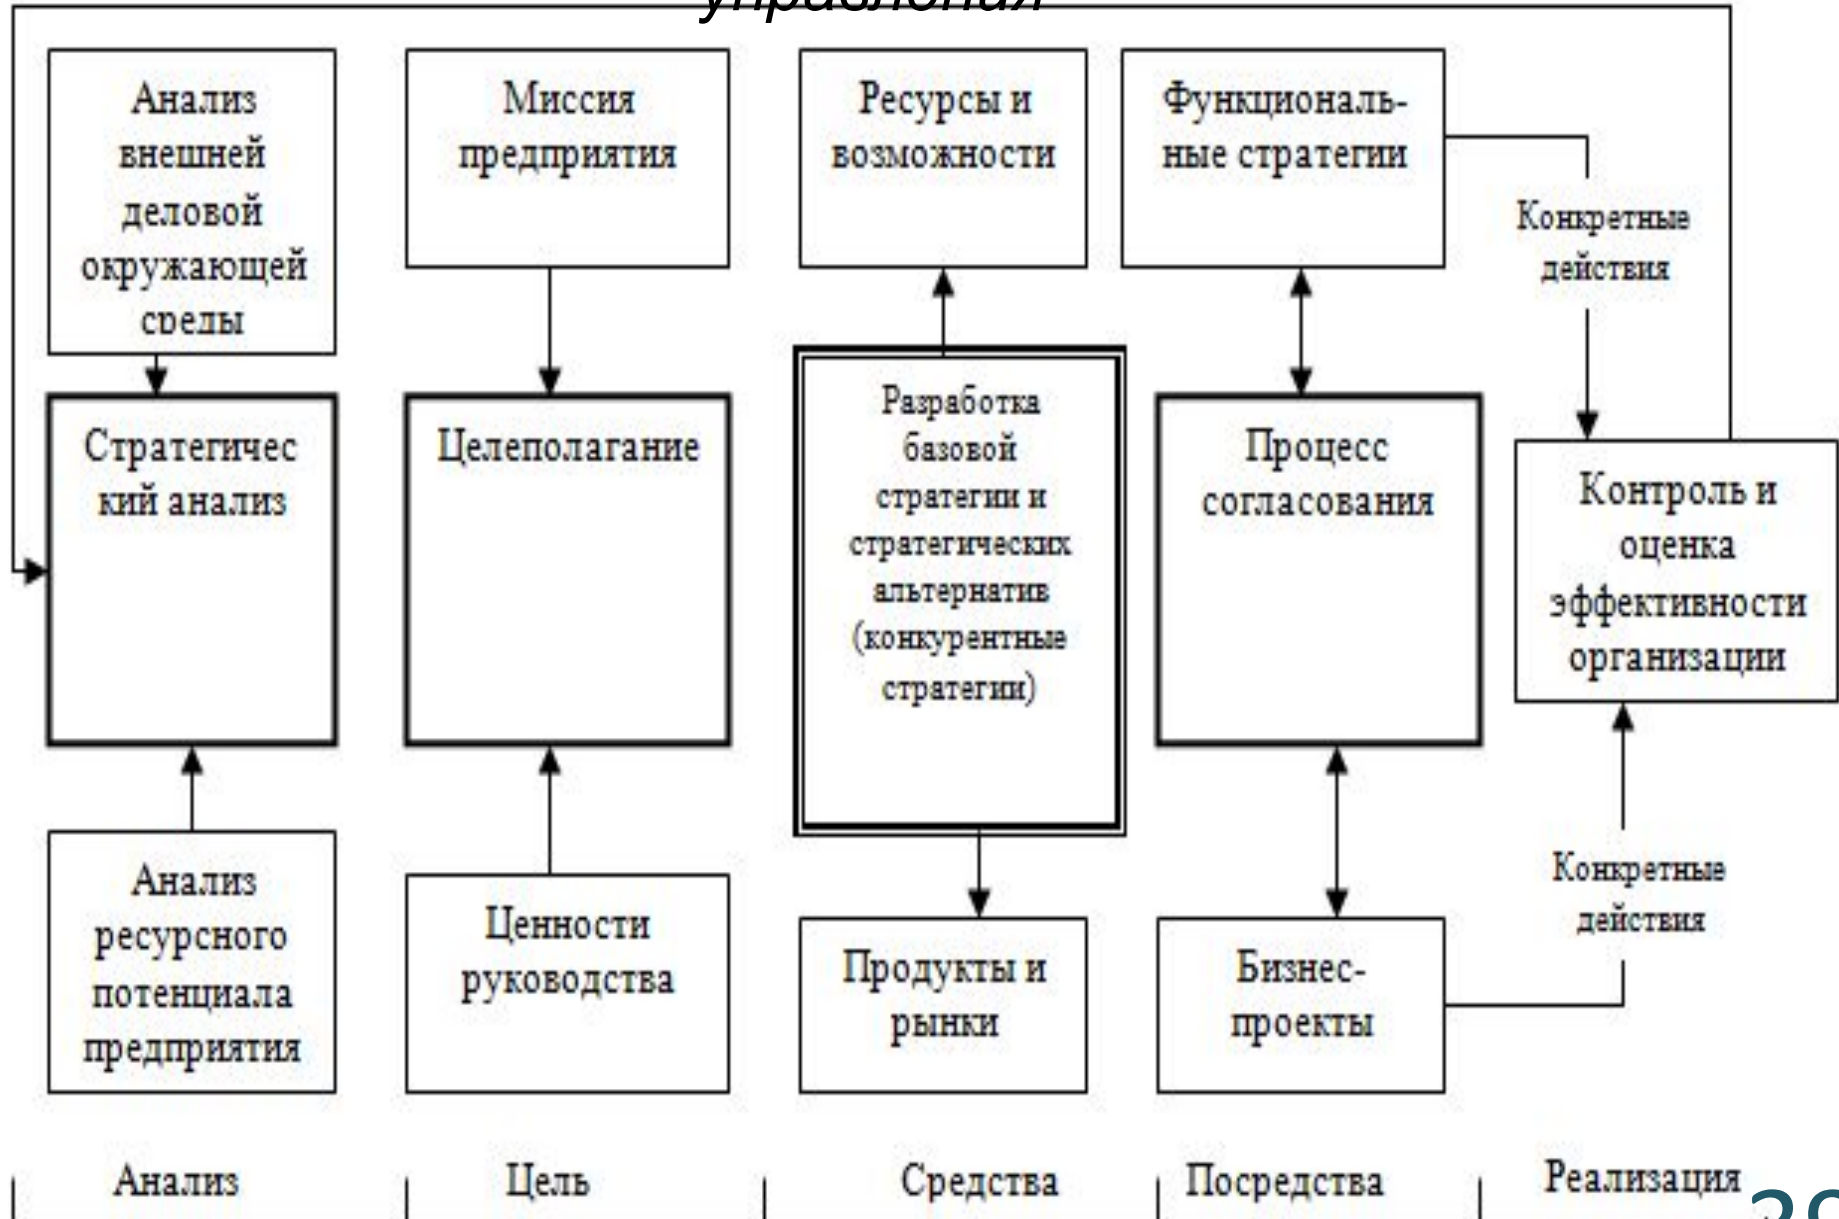 Анализ
внешней
деловой
окружающей
среды
Миссия
предприятия
Ресурсы и
возможности
Функциональ-
ные стратегии
Конкретные
действия
Стратегичес
кий анализ
Целеполагание
Разработка
базовой
стратегии и
стратегических
альтернатив
(конкурентные
стратегии)
Процесс
согласования
Контроль и
оценка
эффективности
организации
Анализ
ресурсного
потенциала
предприятия
Ценности
руководства
Продукты и
рынки
Бизнес-
проекты
Конкретные
действия
Анализ
Цель
Средства
Посредства
Реализация